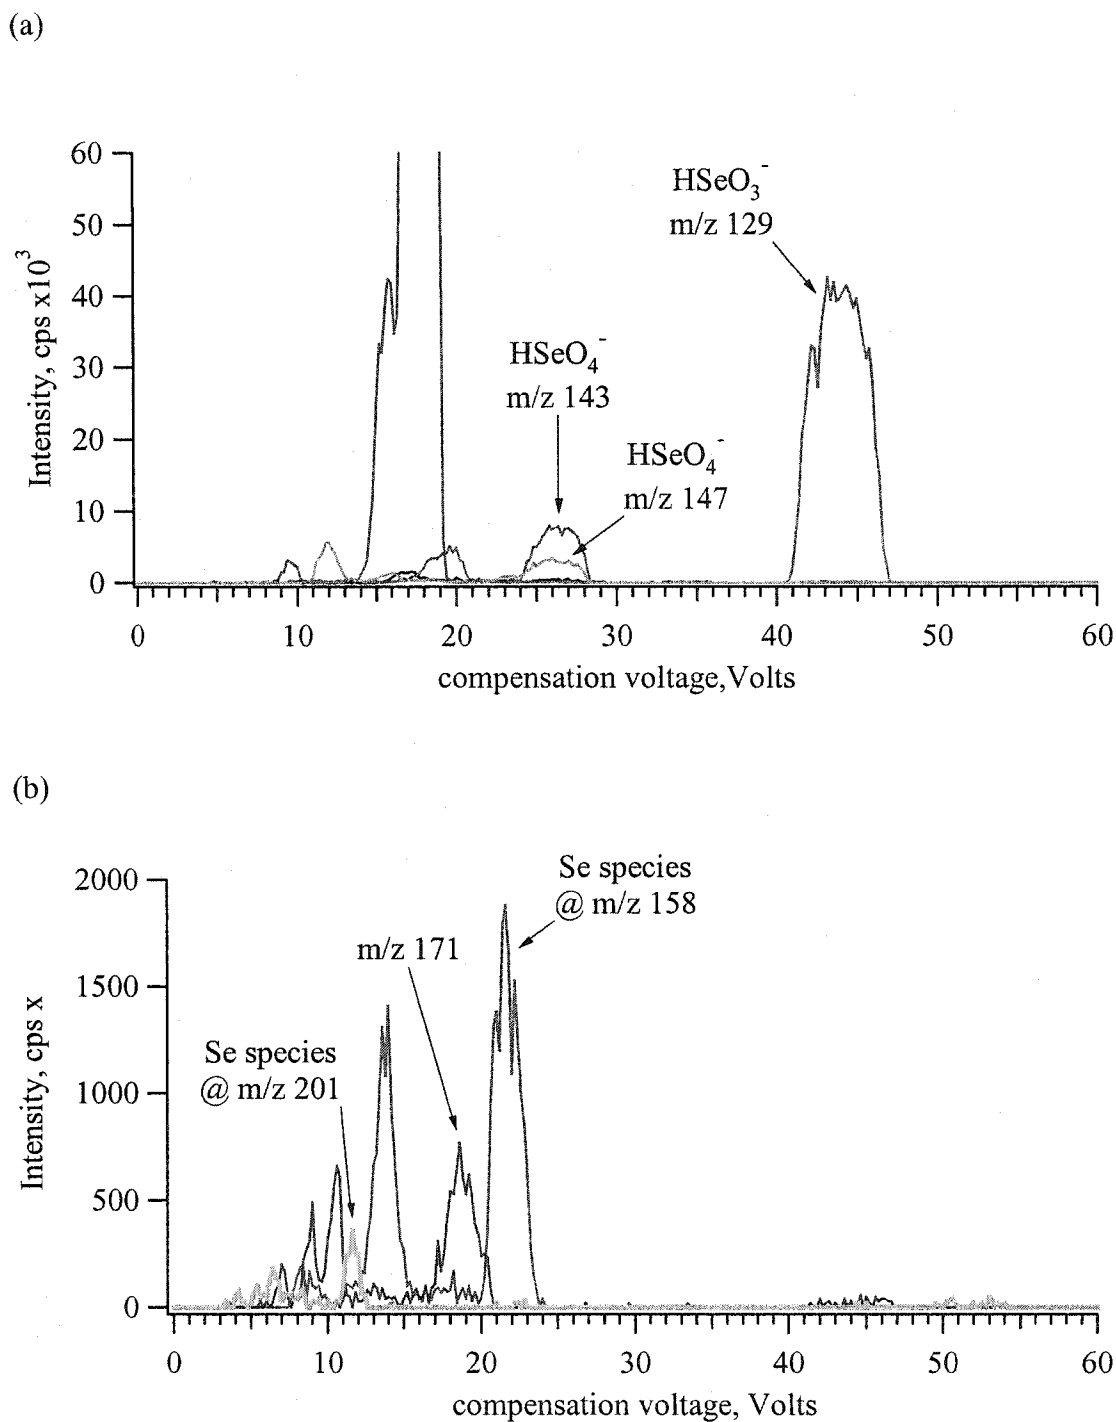 (a)
60
50
40
30
20
10
0
Intensity, cps x10³
HSeO₃⁻
m/z 129
HSeO₄⁻
m/z 143
HSeO₄⁻
m/z 147
0 10 20 30 40 50 60
compensation voltage,Volts
(b)
2000
1500
1000
500
0
Intensity, cps x
Se species
@ m/z 158
m/z 171
Se species
@ m/z 201
0 10 20 30 40 50 60
compensation voltage, Volts